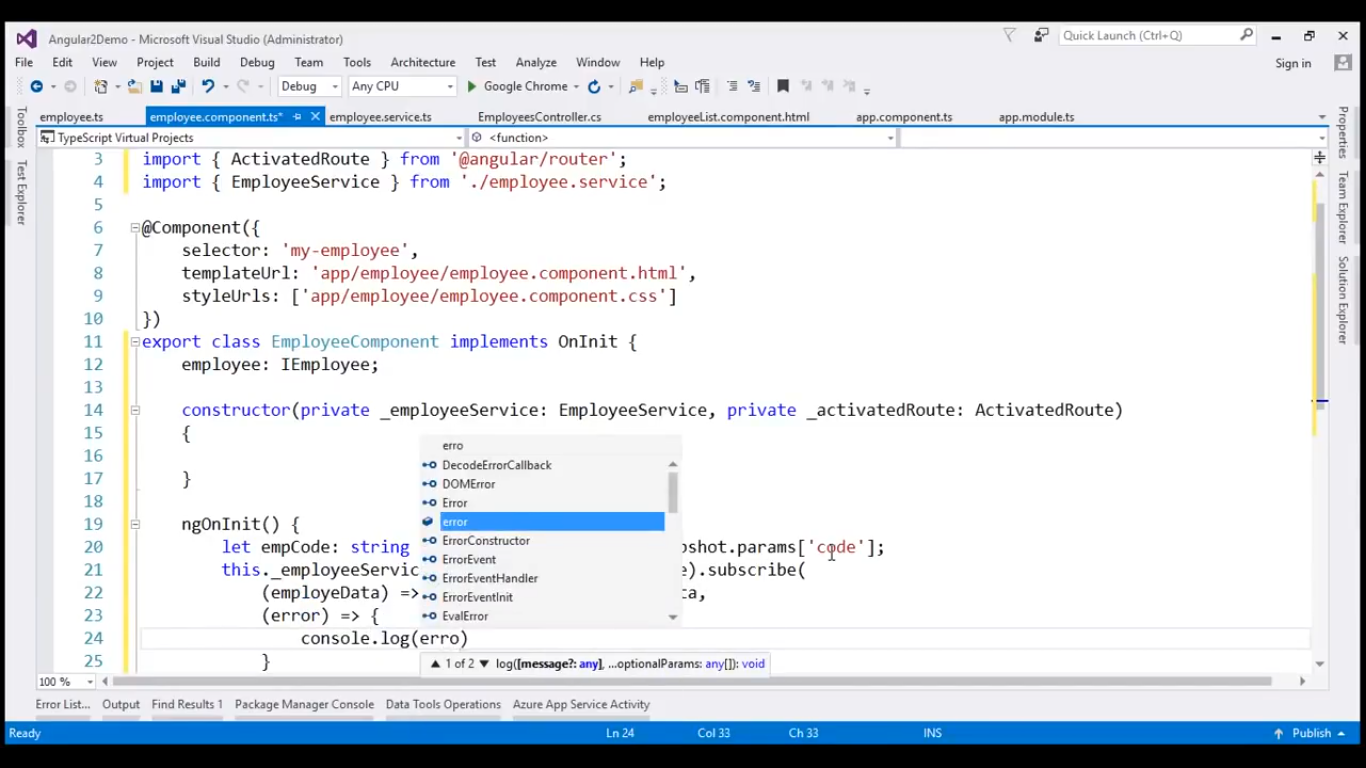 Angular2Demo - Microsoft Visual Studio (Administrator)
Quick Launch (Ctrl+Q)
File Edit View Project Build Debug Team Tools Architecture Test Analyze Window Help
Sign in
Debug Any CPU Google Chrome
employee.ts employee.component.ts* employee.service.ts EmployeesController.cs employeeList.component.html app.component.ts app.module.ts
TypeScript Virtual Projects <function>
Toolbox
Test Explorer
Properties
Team Explorer
Solution Explorer
3 import { ActivatedRoute } from '@angular/router';
4 import { EmployeeService } from './employee.service';
5
6 @Component({
7 selector: 'my-employee',
8 templateUrl: 'app/employee/employee.component.html',
9 styleUrls: ['app/employee/employee.component.css']
10 })
11 export class EmployeeComponent implements OnInit {
12 employee: IEmployee;
13
14 constructor(private _employeeService: EmployeeService, private _activatedRoute: ActivatedRoute)
15 {
16
17 }
18
19 ngOnInit() {
20 let empCode: string pshot.params['code'];
21 this._employeeServic e).subscribe(
22 (employeData) => ta,
23 (error) => {
24 console.log(erro)
25 }
erro
DecodeErrorCallback
DOMError
Error
error
ErrorConstructor
ErrorEvent
ErrorEventHandler
ErrorEventInit
EvalError
1 of 2 log([message?: any], ...optionalParams: any[]): void
100 %
Error List... Output Find Results 1 Package Manager Console Data Tools Operations Azure App Service Activity
Ready Ln 24 Col 33 Ch 33 INS Publish